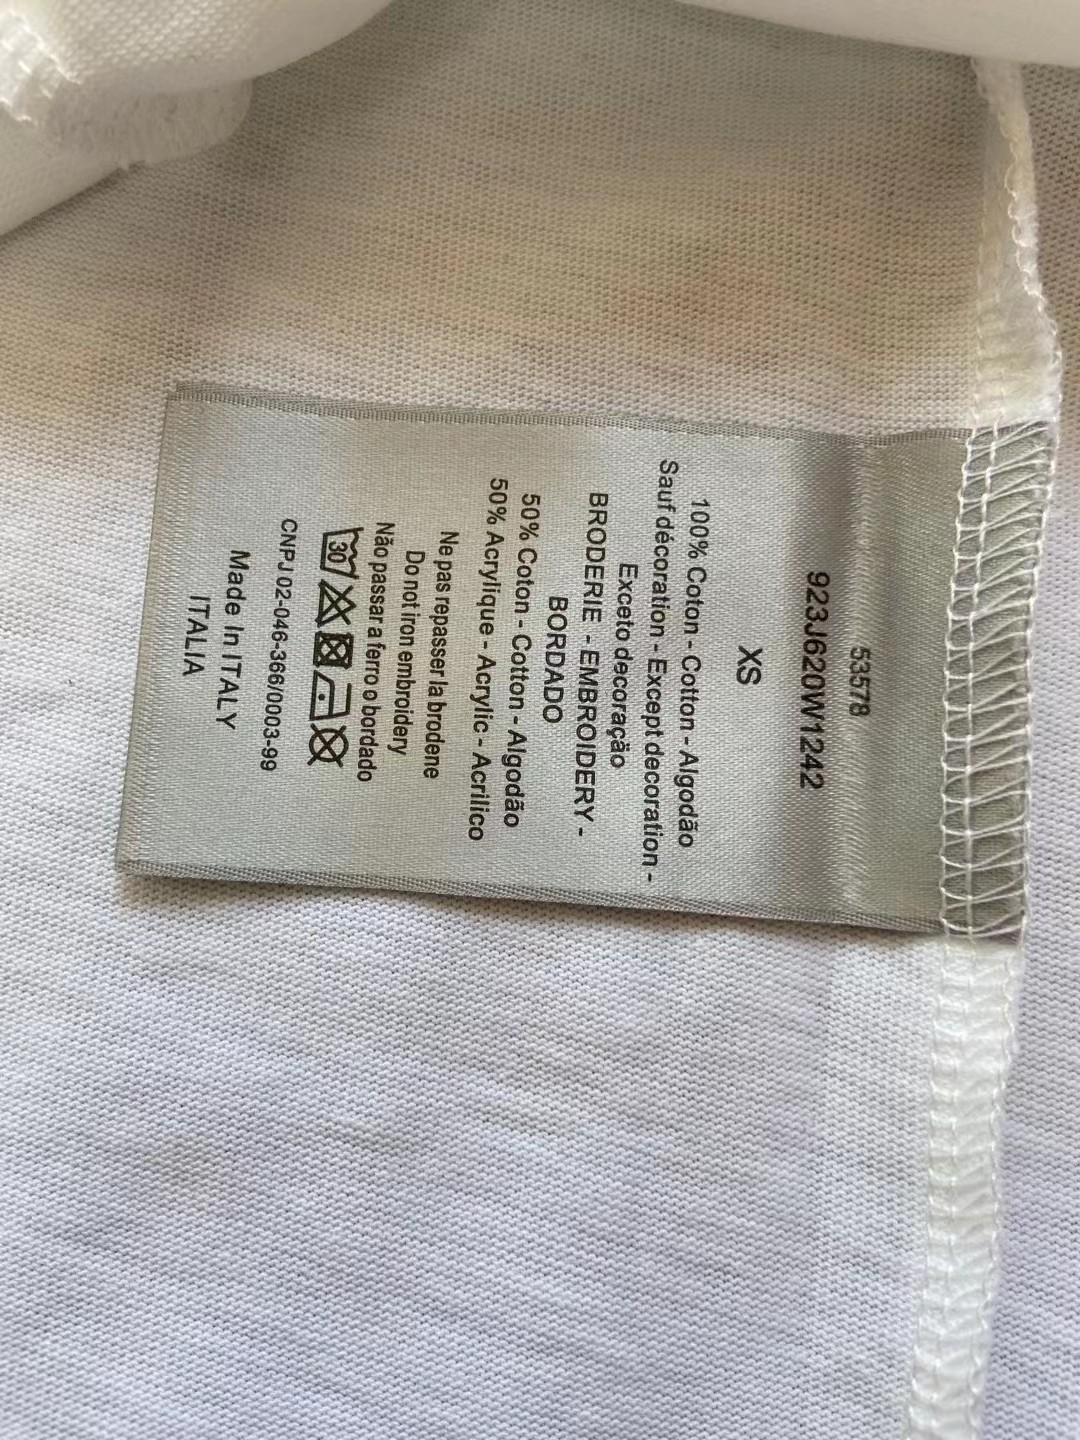 53578
923J620W1242
XS
100% Coton - Cotton - Algodão
Sauf décoration - Except decoration -
Exceto decoração
BRODERIE - EMBROIDERY -
BORDADO
50% Coton - Cotton - Algodão
50% Acrylique - Acrylic - Acrilico
Ne pas repasser la brodene
Do not iron embroidery
Não passar a ferro o bordado
30
CNPJ 02-046-366/0003-99
Made In ITALY
ITALIA